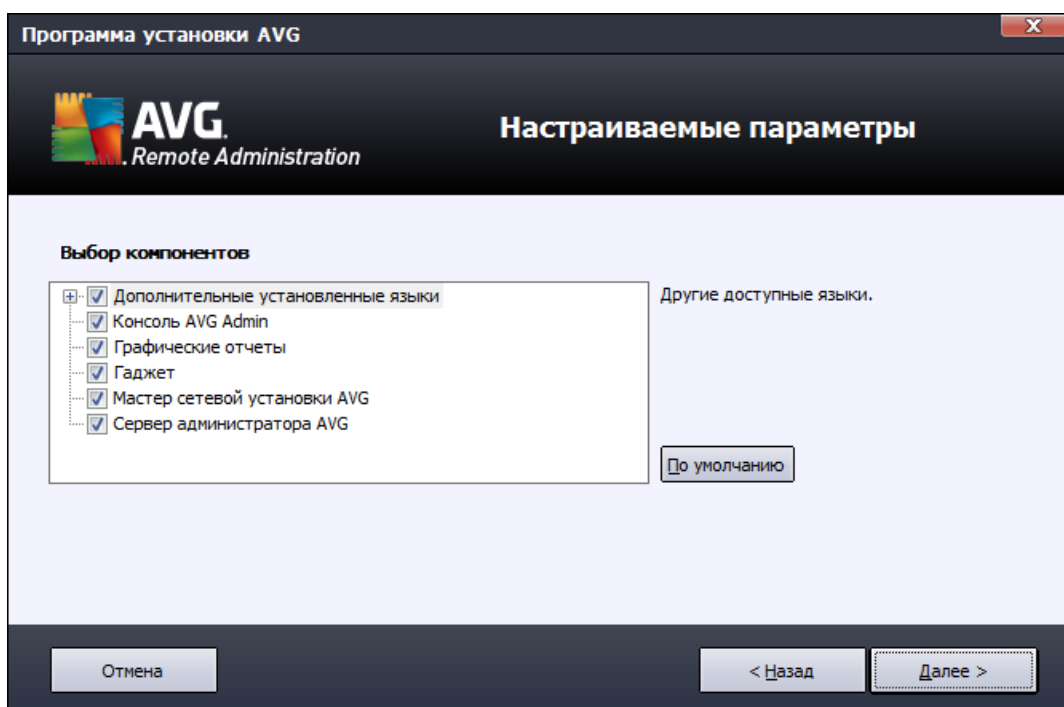 Программа установки AVG
X
AVG.
Remote Administration
Настраиваемые параметры
Выбор компонентов
Дополнительные установленные языки
Другие доступные языки.
Консоль AVG Admin
Графические отчеты
Гаджет
Мастер сетевой установки AVG
Сервер администратора AVG
По умолчанию
Отмена
< Назад
Далее >